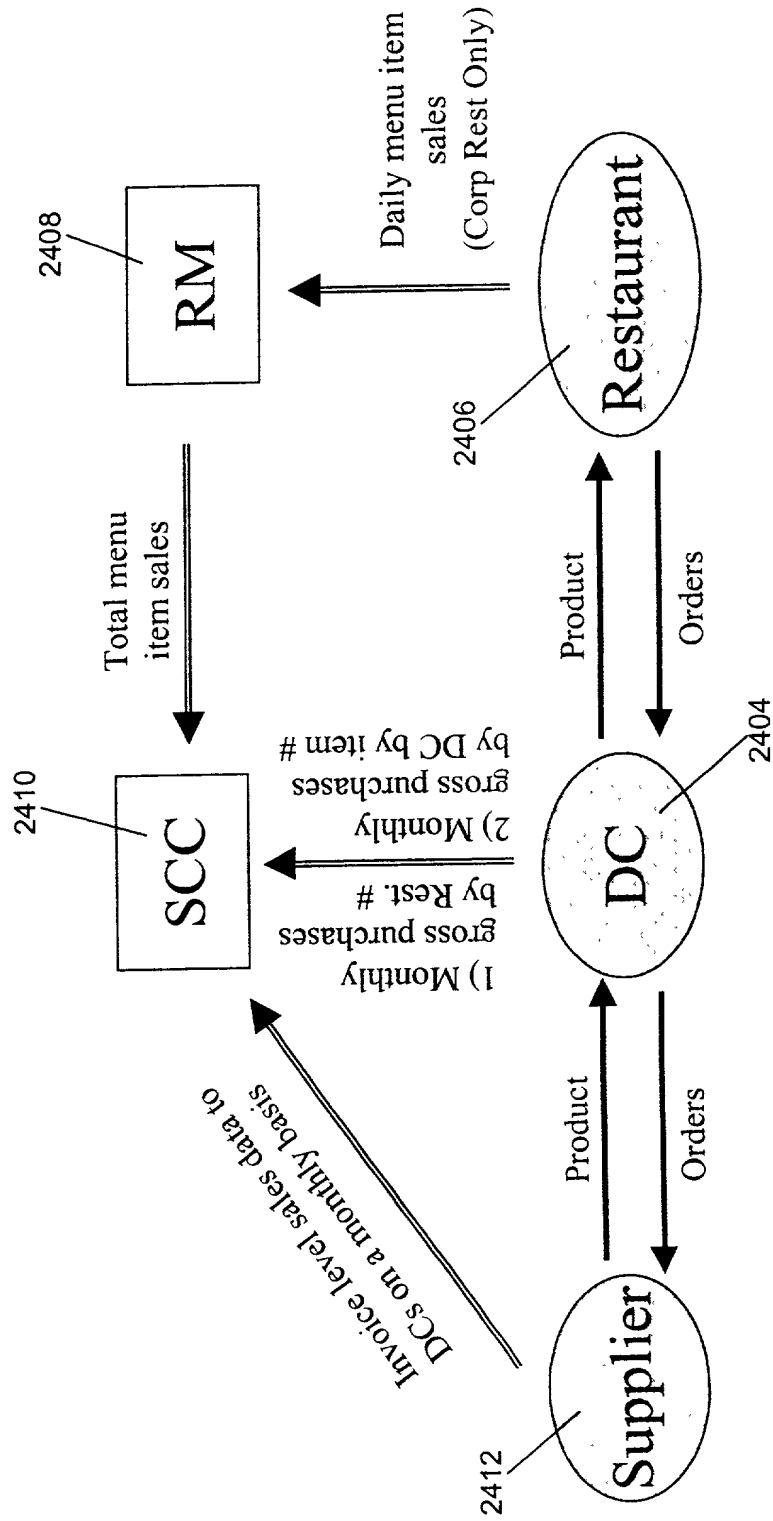 2410
SCC
Total menu
item sales
2408
RM
Invoice level sales data to
DCs on a monthly basis
1) Monthly
gross purchases
by Rest. #
2) Monthly
gross purchases
by DC by item #
Daily menu item
sales
(Corp Rest Only)
2412
Supplier
Product
Orders
DC
2404
Product
Orders
2406
Restaurant